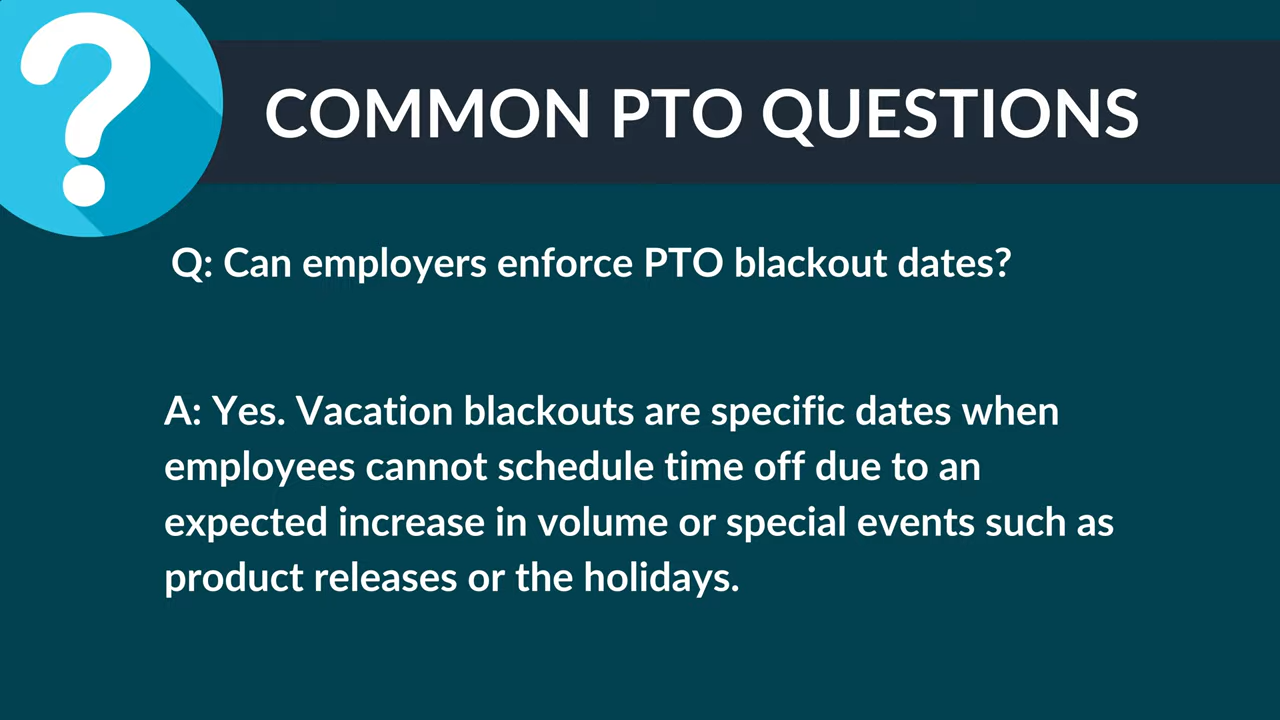 COMMON PTO QUESTIONS
Q: Can employers enforce PTO blackout dates?
A: Yes. Vacation blackouts are specific dates when
employees cannot schedule time off due to an
expected increase in volume or special events such as
product releases or the holidays.